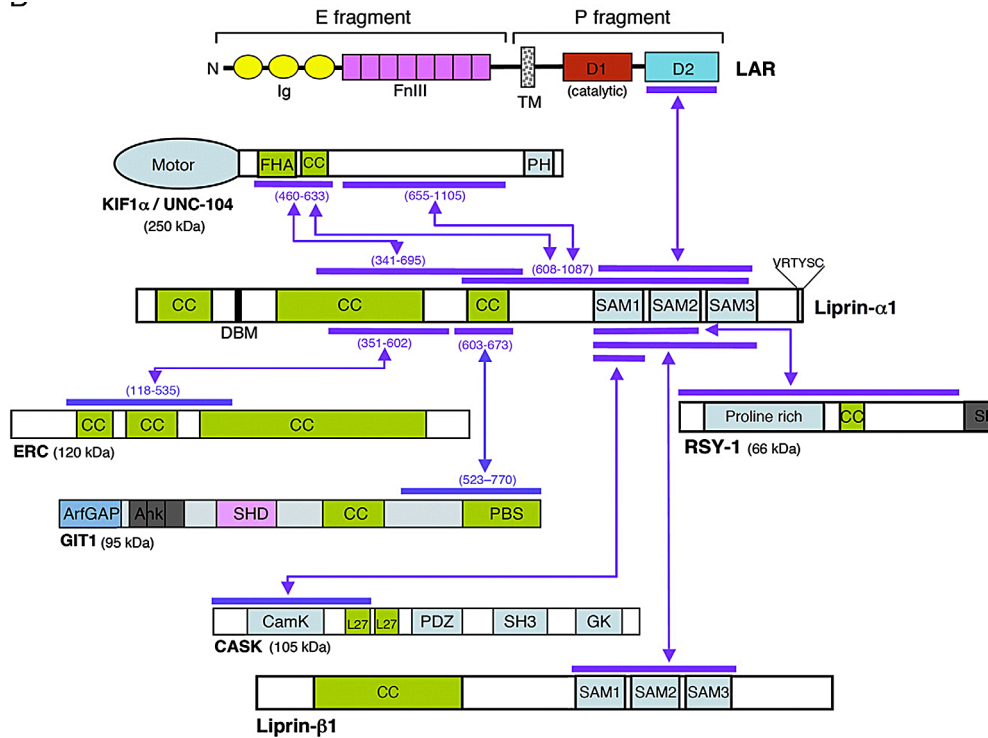 E fragment P fragment
N D1 D2 LAR
Ig FnIII TM (catalytic)
Motor FHA CC PH
KIF1α / UNC-104 (460-633) (655-1105)
(250 kDa)
(341-695) (608-1087) VRTYSC
CC CC CC SAM1 SAM2 SAM3 Liprin-α1
DBM
(351-602) (603-673)
(118-535)
CC CC CC
ERC (120 kDa)
Proline rich CC
RSY-1 (66 kDa)
(523–770)
ArfGAP Ank SHD CC PBS
GIT1 (95 kDa)
CamK L27 L27 PDZ SH3 GK
CASK (105 kDa)
CC SAM1 SAM2 SAM3
Liprin-β1